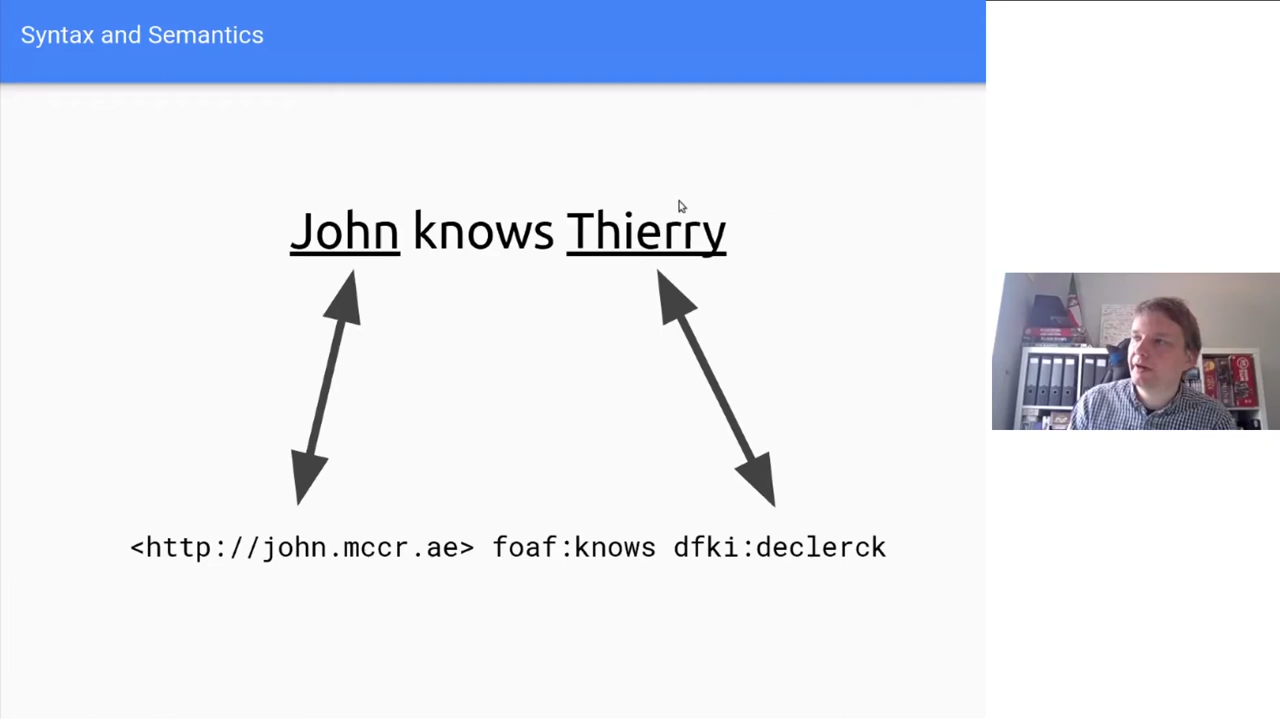 Syntax and Semantics
John knows Thierry
<http://john.mccr.ae> foaf:knows dfki:declerck